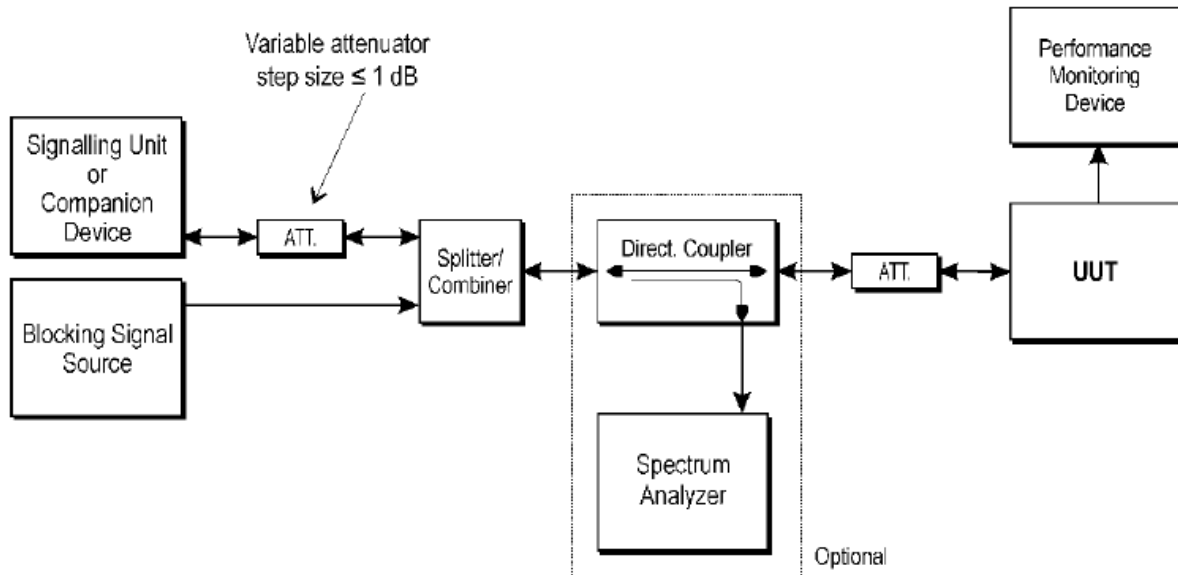 Variable attenuator
step size ≤ 1 dB
Performance
Monitoring
Device
Signalling Unit
or
Companion
Device
ATT.
Splitter/
Combiner
Direct. Coupler
ATT.
UUT
Blocking Signal
Source
Spectrum
Analyzer
Optional